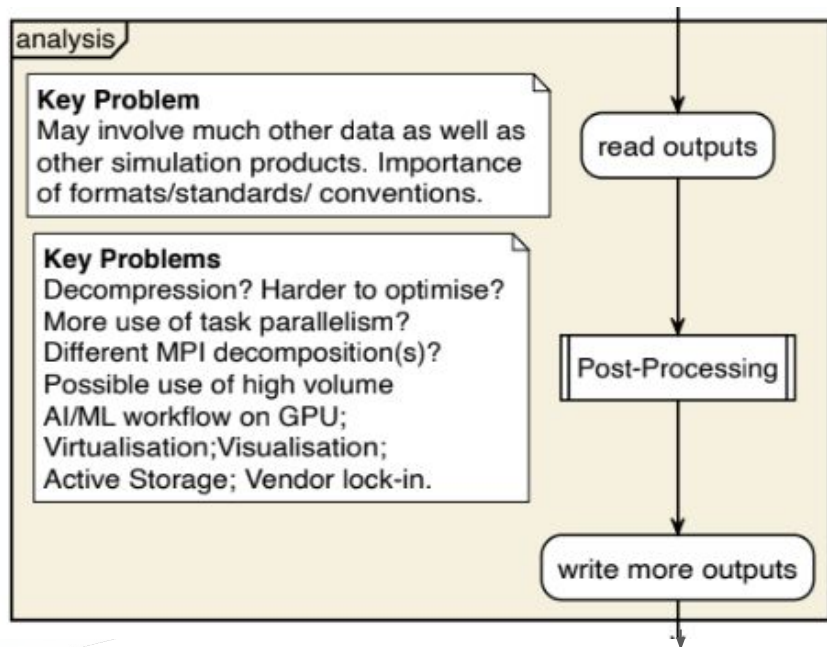 analysis
Key Problem
May involve much other data as well as
other simulation products. Importance
of formats/standards/ conventions.
read outputs
Key Problems
Decompression? Harder to optimise?
More use of task parallelism?
Different MPI decomposition(s)?
Possible use of high volume
AI/ML workflow on GPU;
Virtualisation;Visualisation;
Active Storage; Vendor lock-in.
Post-Processing
write more outputs